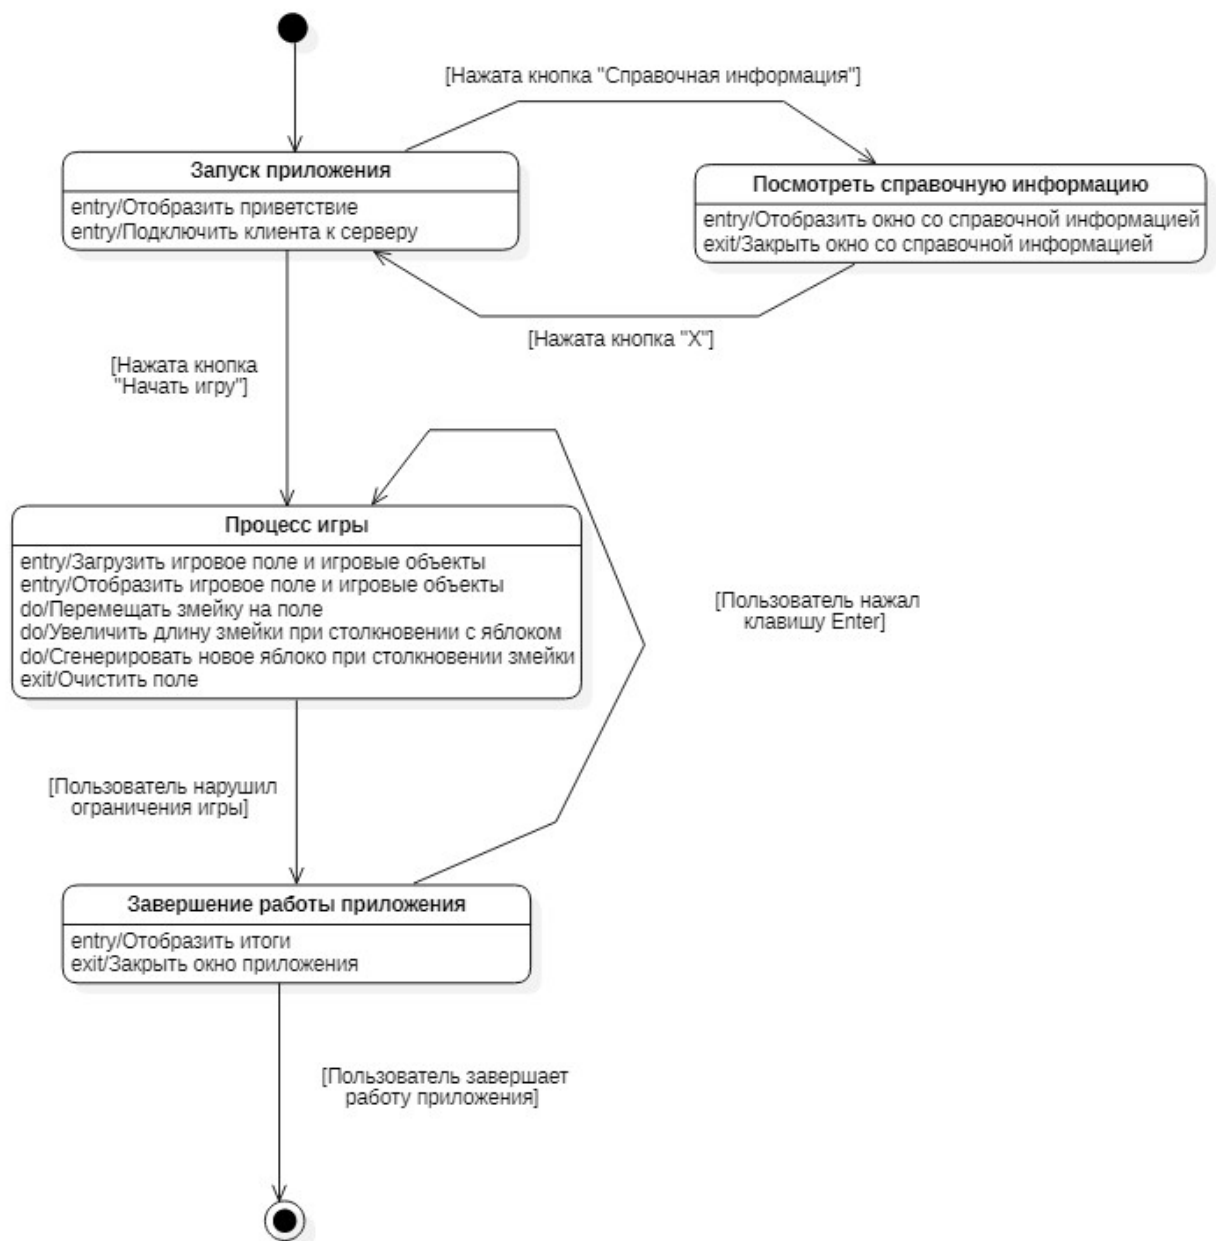 [Нажата кнопка "Справочная информация"]
Запуск приложения
entry/Отобразить приветствие
entry/Подключить клиента к серверу
Посмотреть справочную информацию
entry/Отобразить окно со справочной информацией
exit/Закрыть окно со справочной информацией
[Нажата кнопка "X"]
[Нажата кнопка
"Начать игру"]
Процесс игры
entry/Загрузить игровое поле и игровые объекты
entry/Отобразить игровое поле и игровые объекты
do/Перемещать змейку на поле
do/Увеличить длину змейки при столкновении с яблоком
do/Сгенерировать новое яблоко при столкновении змейки
exit/Очистить поле
[Пользователь нажал
клавишу Enter]
[Пользователь нарушил
ограничения игры]
Завершение работы приложения
entry/Отобразить итоги
exit/Закрыть окно приложения
[Пользователь завершает
работу приложения]